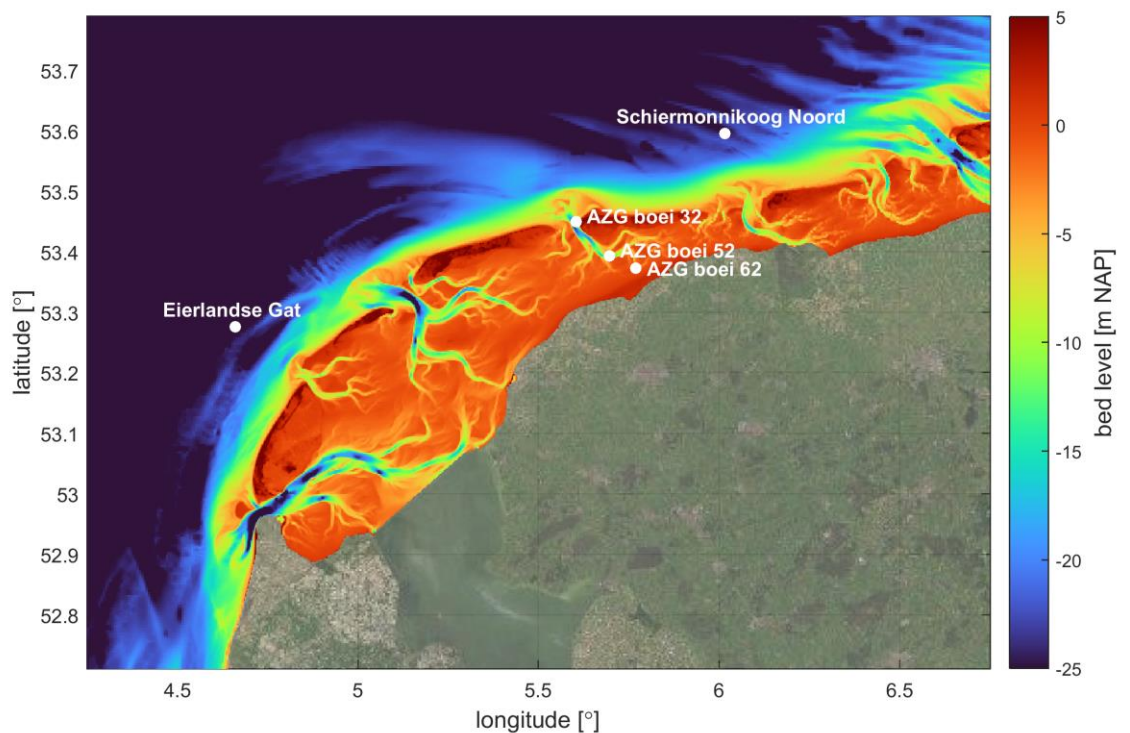 53.7
53.6
53.5
53.4
53.3
53.2
53.1
53
52.9
52.8
latitude [°]
4.5
5
5.5
6
6.5
longitude [°]
Schiermonnikoog Noord
AZG boei 32
AZG boei 52
AZG boei 62
Eierlandse Gat
5
0
-5
-10
-15
-20
-25
bed level [m NAP]